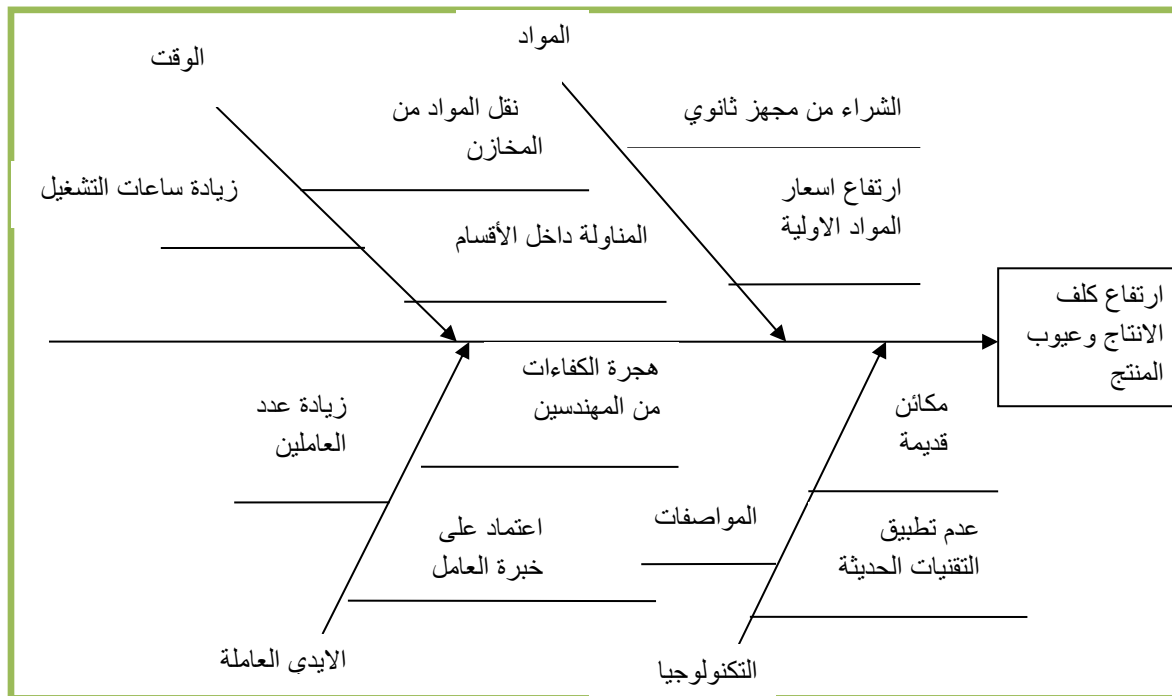 المواد
الوقت
الشراء من مجهز ثانوي
نقل المواد من
المخازن
ارتفاع اسعار
المواد الاولية
زيادة ساعات التشغيل
المناولة داخل الأقسام
ارتفاع كلف
الانتاج وعيوب
المنتج
هجرة الكفاءات
من المهندسين
مكائن
قديمة
زيادة عدد
العاملين
المواصفات
عدم تطبيق
التقنيات الحديثة
اعتماد على
خبرة العامل
الايدي العاملة
التكنولوجيا